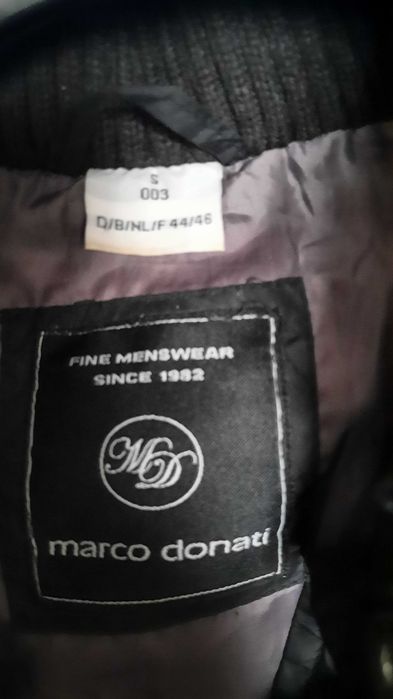 S
003
D/B/NL/F 44/46
FINE MENSWEAR
SINCE 1982
MD
marco donati